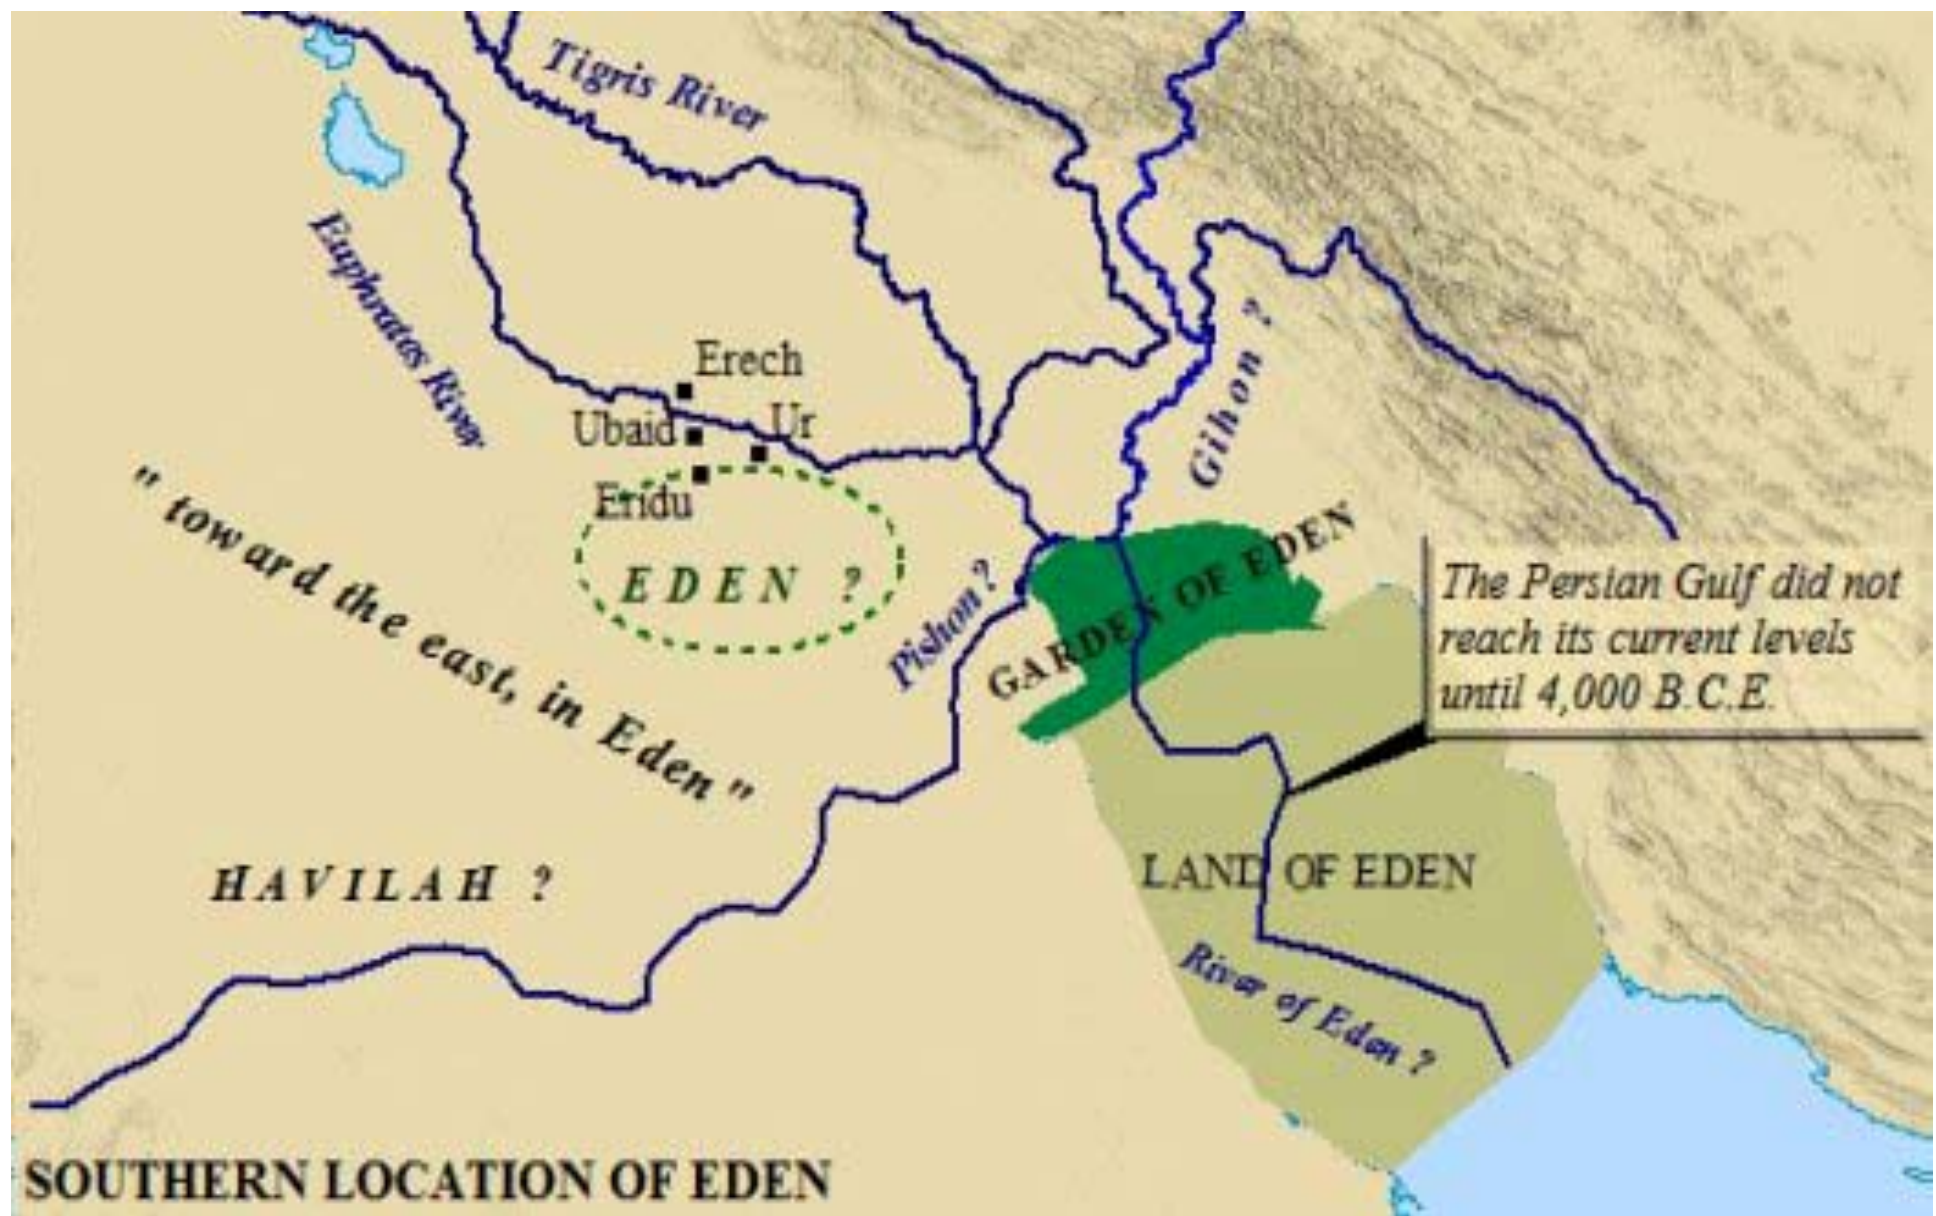 Tigris River
Euphrates River
Erech
Ubaid
Ur
Eridu
EDEN ?
Gihon ?
Pishon ?
GARDEN OF EDEN
" toward the east, in Eden "
The Persian Gulf did not
reach its current levels
until 4,000 B.C.E.
HAVILAH ?
LAND OF EDEN
River of Eden ?
SOUTHERN LOCATION OF EDEN